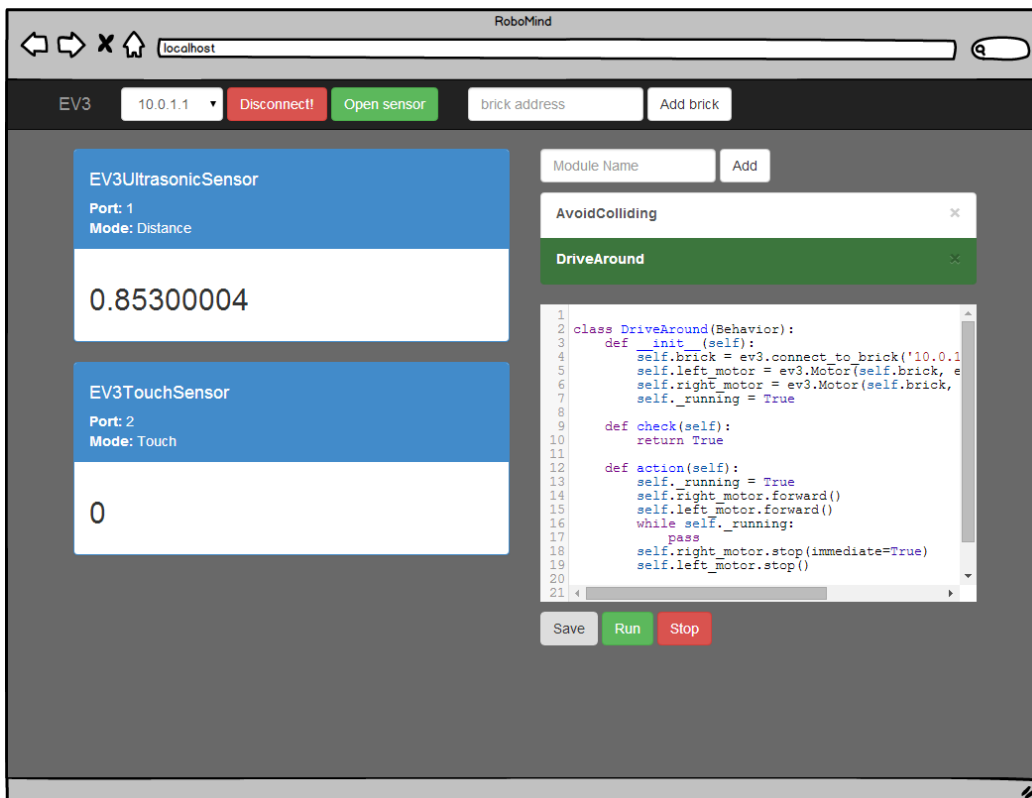 RoboMind
localhost
EV3 10.0.1.1 Disconnect! Open sensor brick address Add brick
EV3UltrasonicSensor
Port: 1
Mode: Distance
0.85300004
EV3TouchSensor
Port: 2
Mode: Touch
0
Module Name Add
AvoidColliding ×
DriveAround ×
1
2 class DriveAround(Behavior):
3     def __init__(self):
4         self.brick = ev3.connect_to_brick('10.0.1
5         self.left_motor = ev3.Motor(self.brick, e
6         self.right_motor = ev3.Motor(self.brick,
7         self._running = True
8
9     def check(self):
10         return True
11
12     def action(self):
13         self._running = True
14         self.right_motor.forward()
15         self.left_motor.forward()
16         while self._running:
17             pass
18         self.right_motor.stop(immediate=True)
19         self.left_motor.stop()
20
21
Save Run Stop